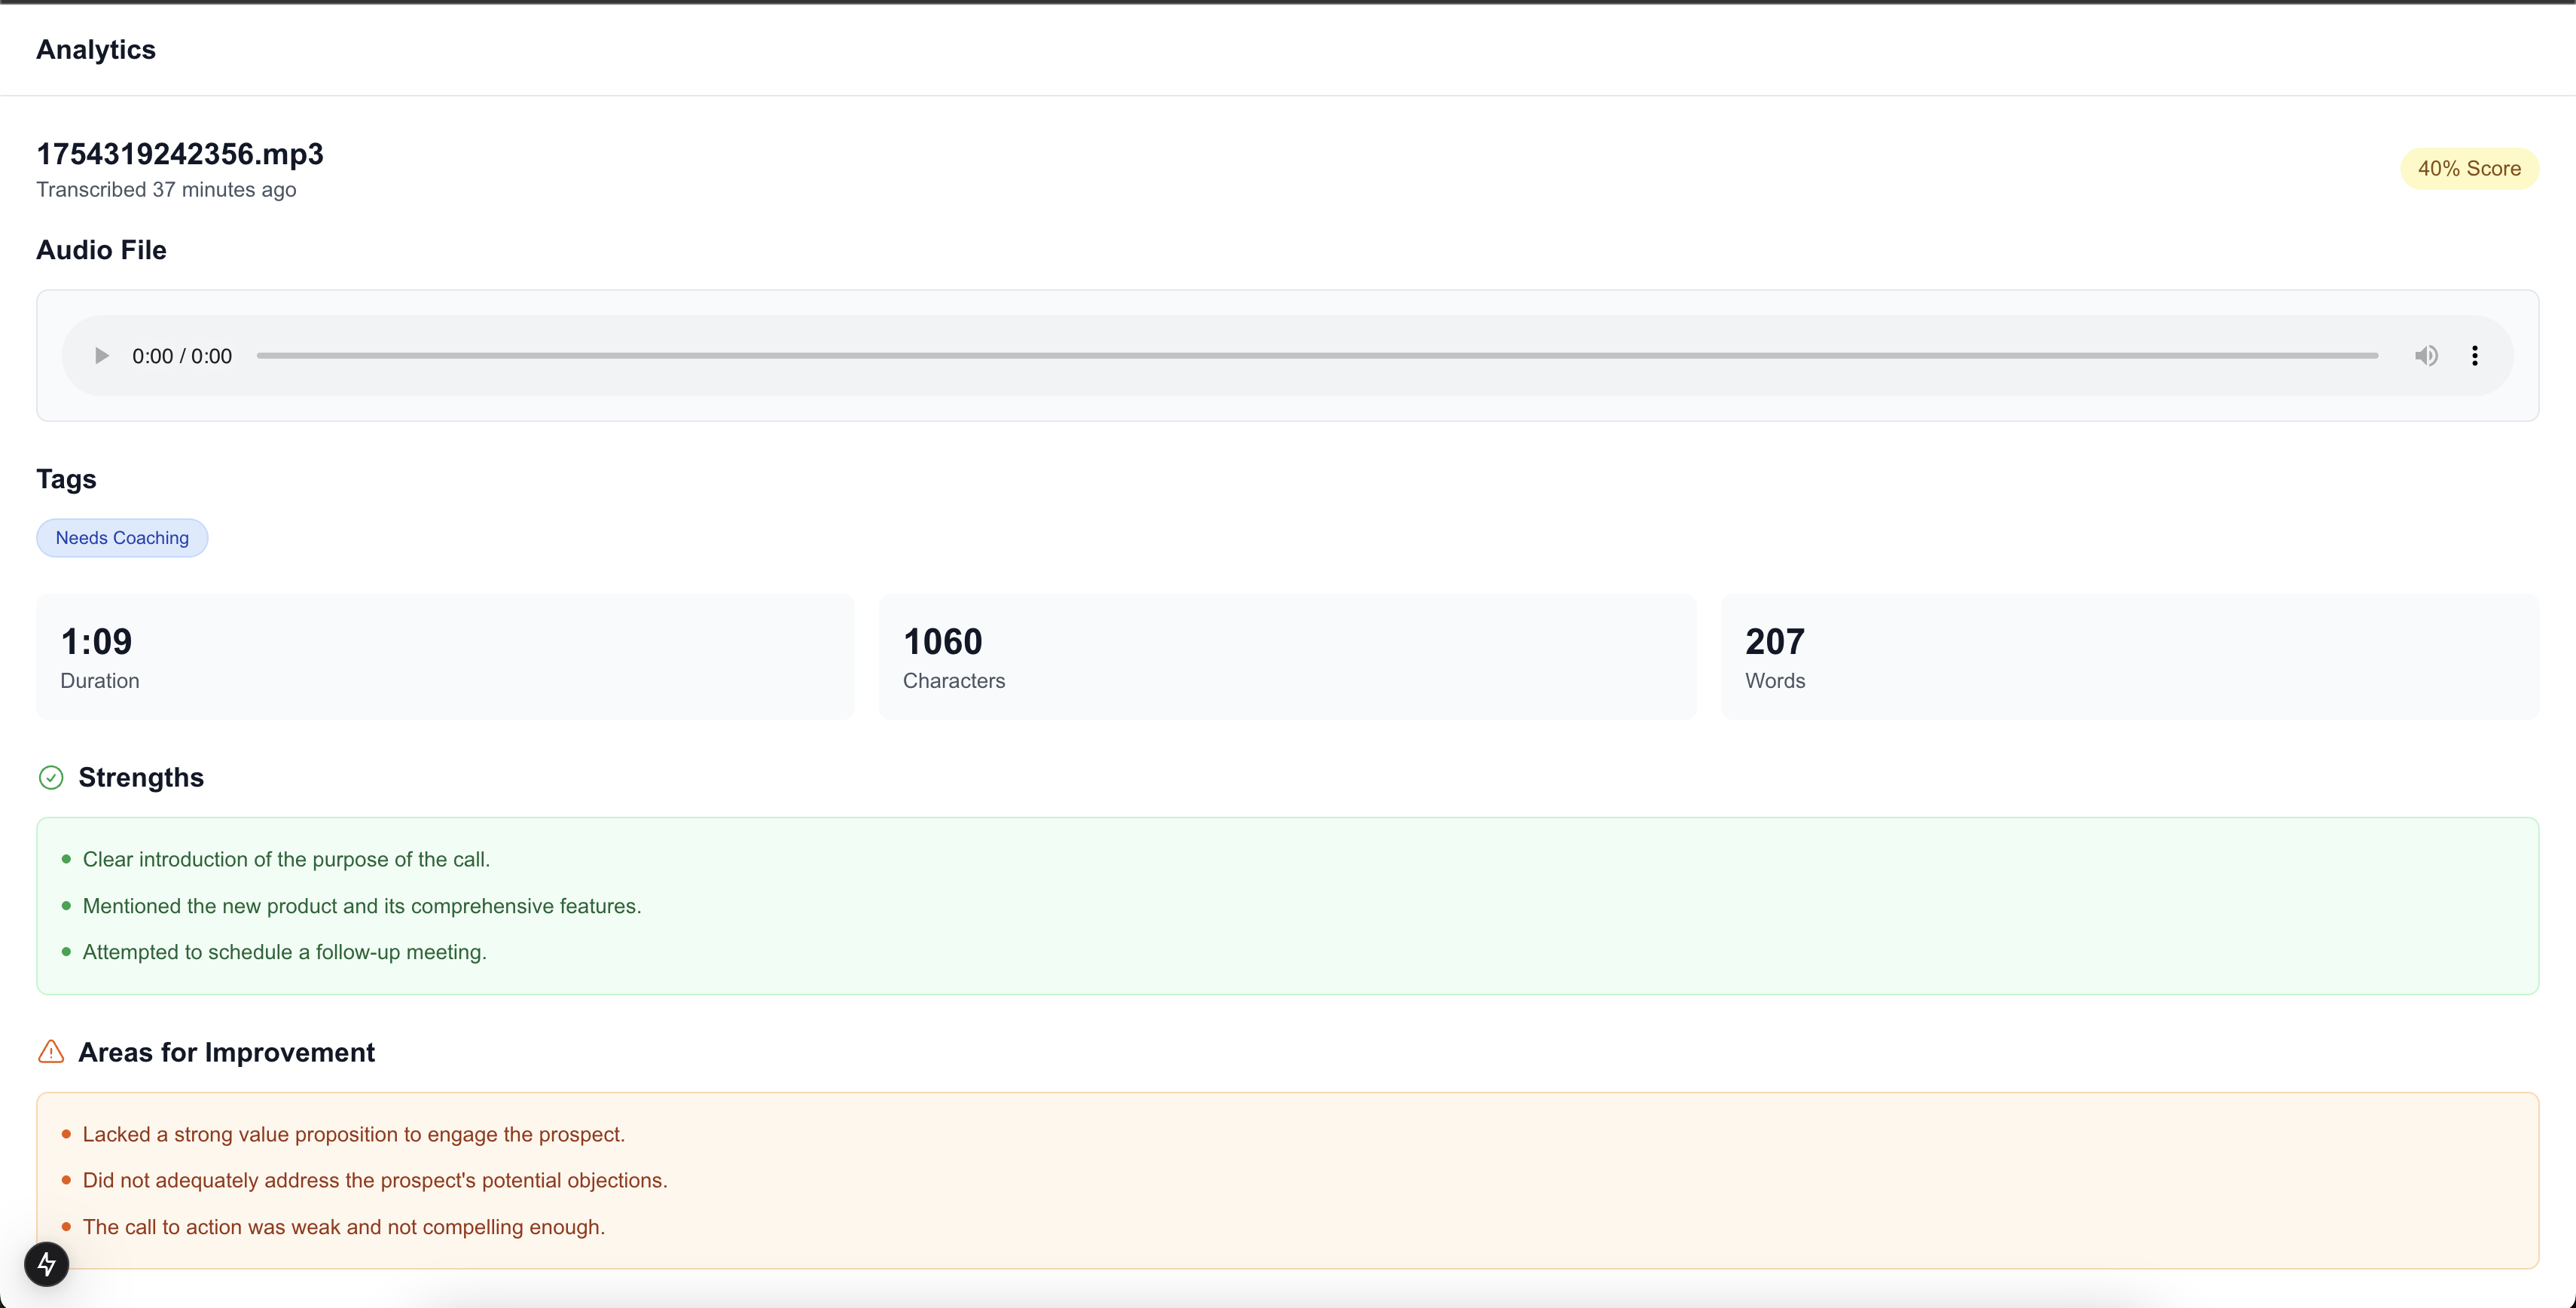 Analytics
1754319242356.mp3
40% Score
Transcribed 37 minutes ago
Audio File
0:00 / 0:00
Tags
Needs Coaching
1:09
Duration
1060
Characters
207
Words
Strengths
Clear introduction of the purpose of the call.
Mentioned the new product and its comprehensive features.
Attempted to schedule a follow-up meeting.
Areas for Improvement
Lacked a strong value proposition to engage the prospect.
Did not adequately address the prospect's potential objections.
The call to action was weak and not compelling enough.